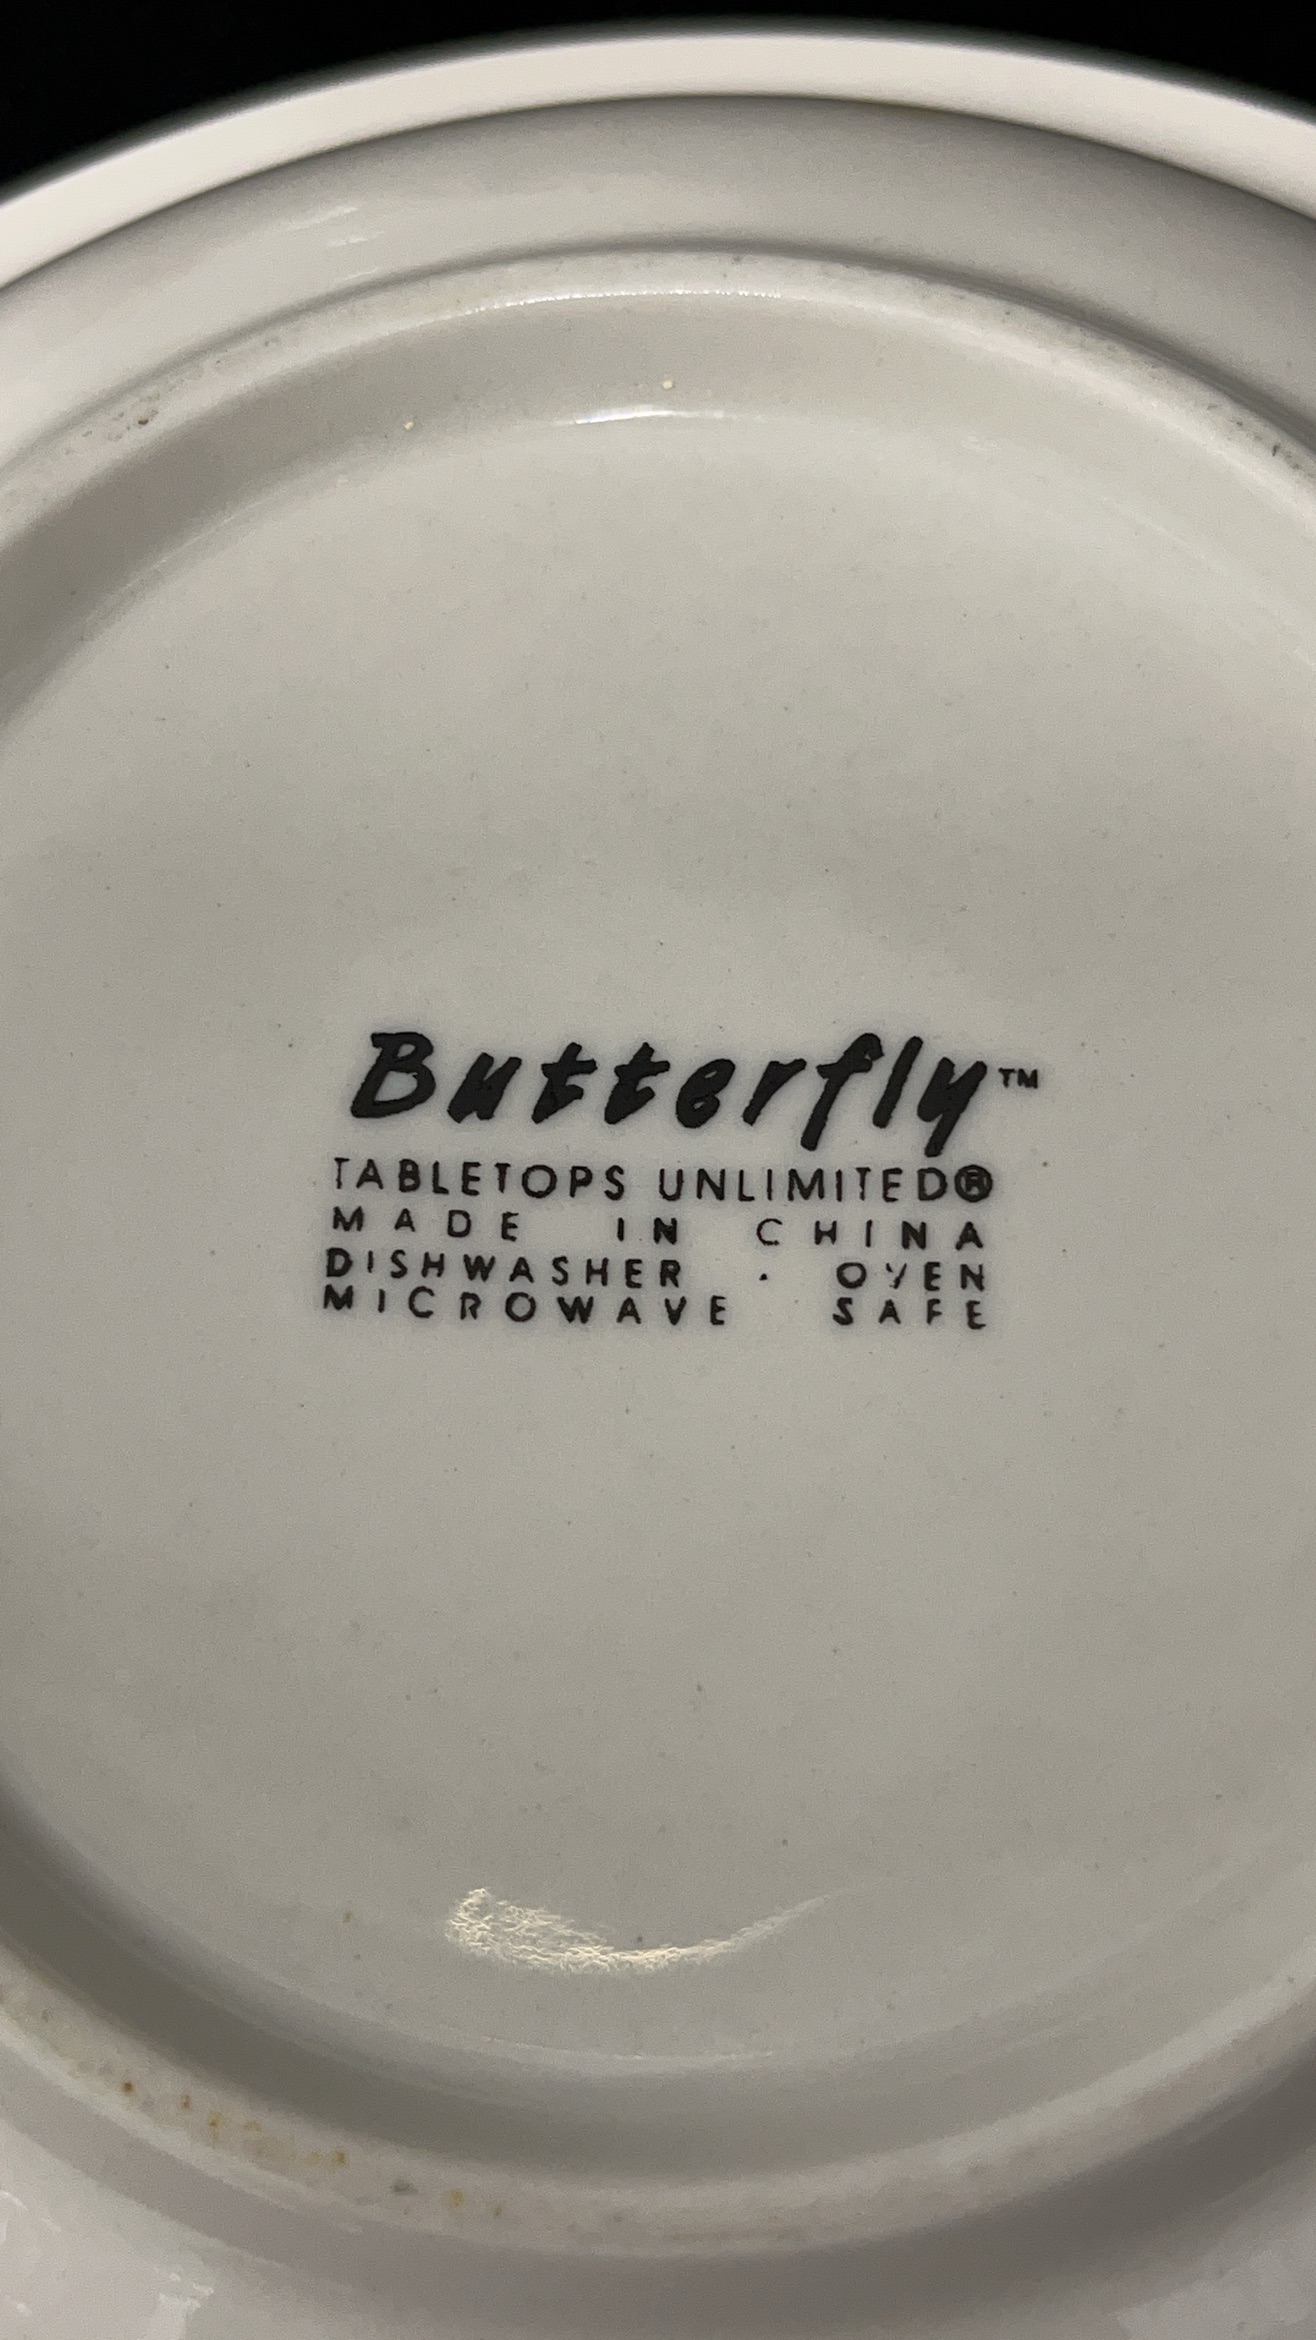 Butterfly™
TABLETOPS UNLIMITED®
MADE IN CHINA
DISHWASHER · OVEN
MICROWAVE SAFE